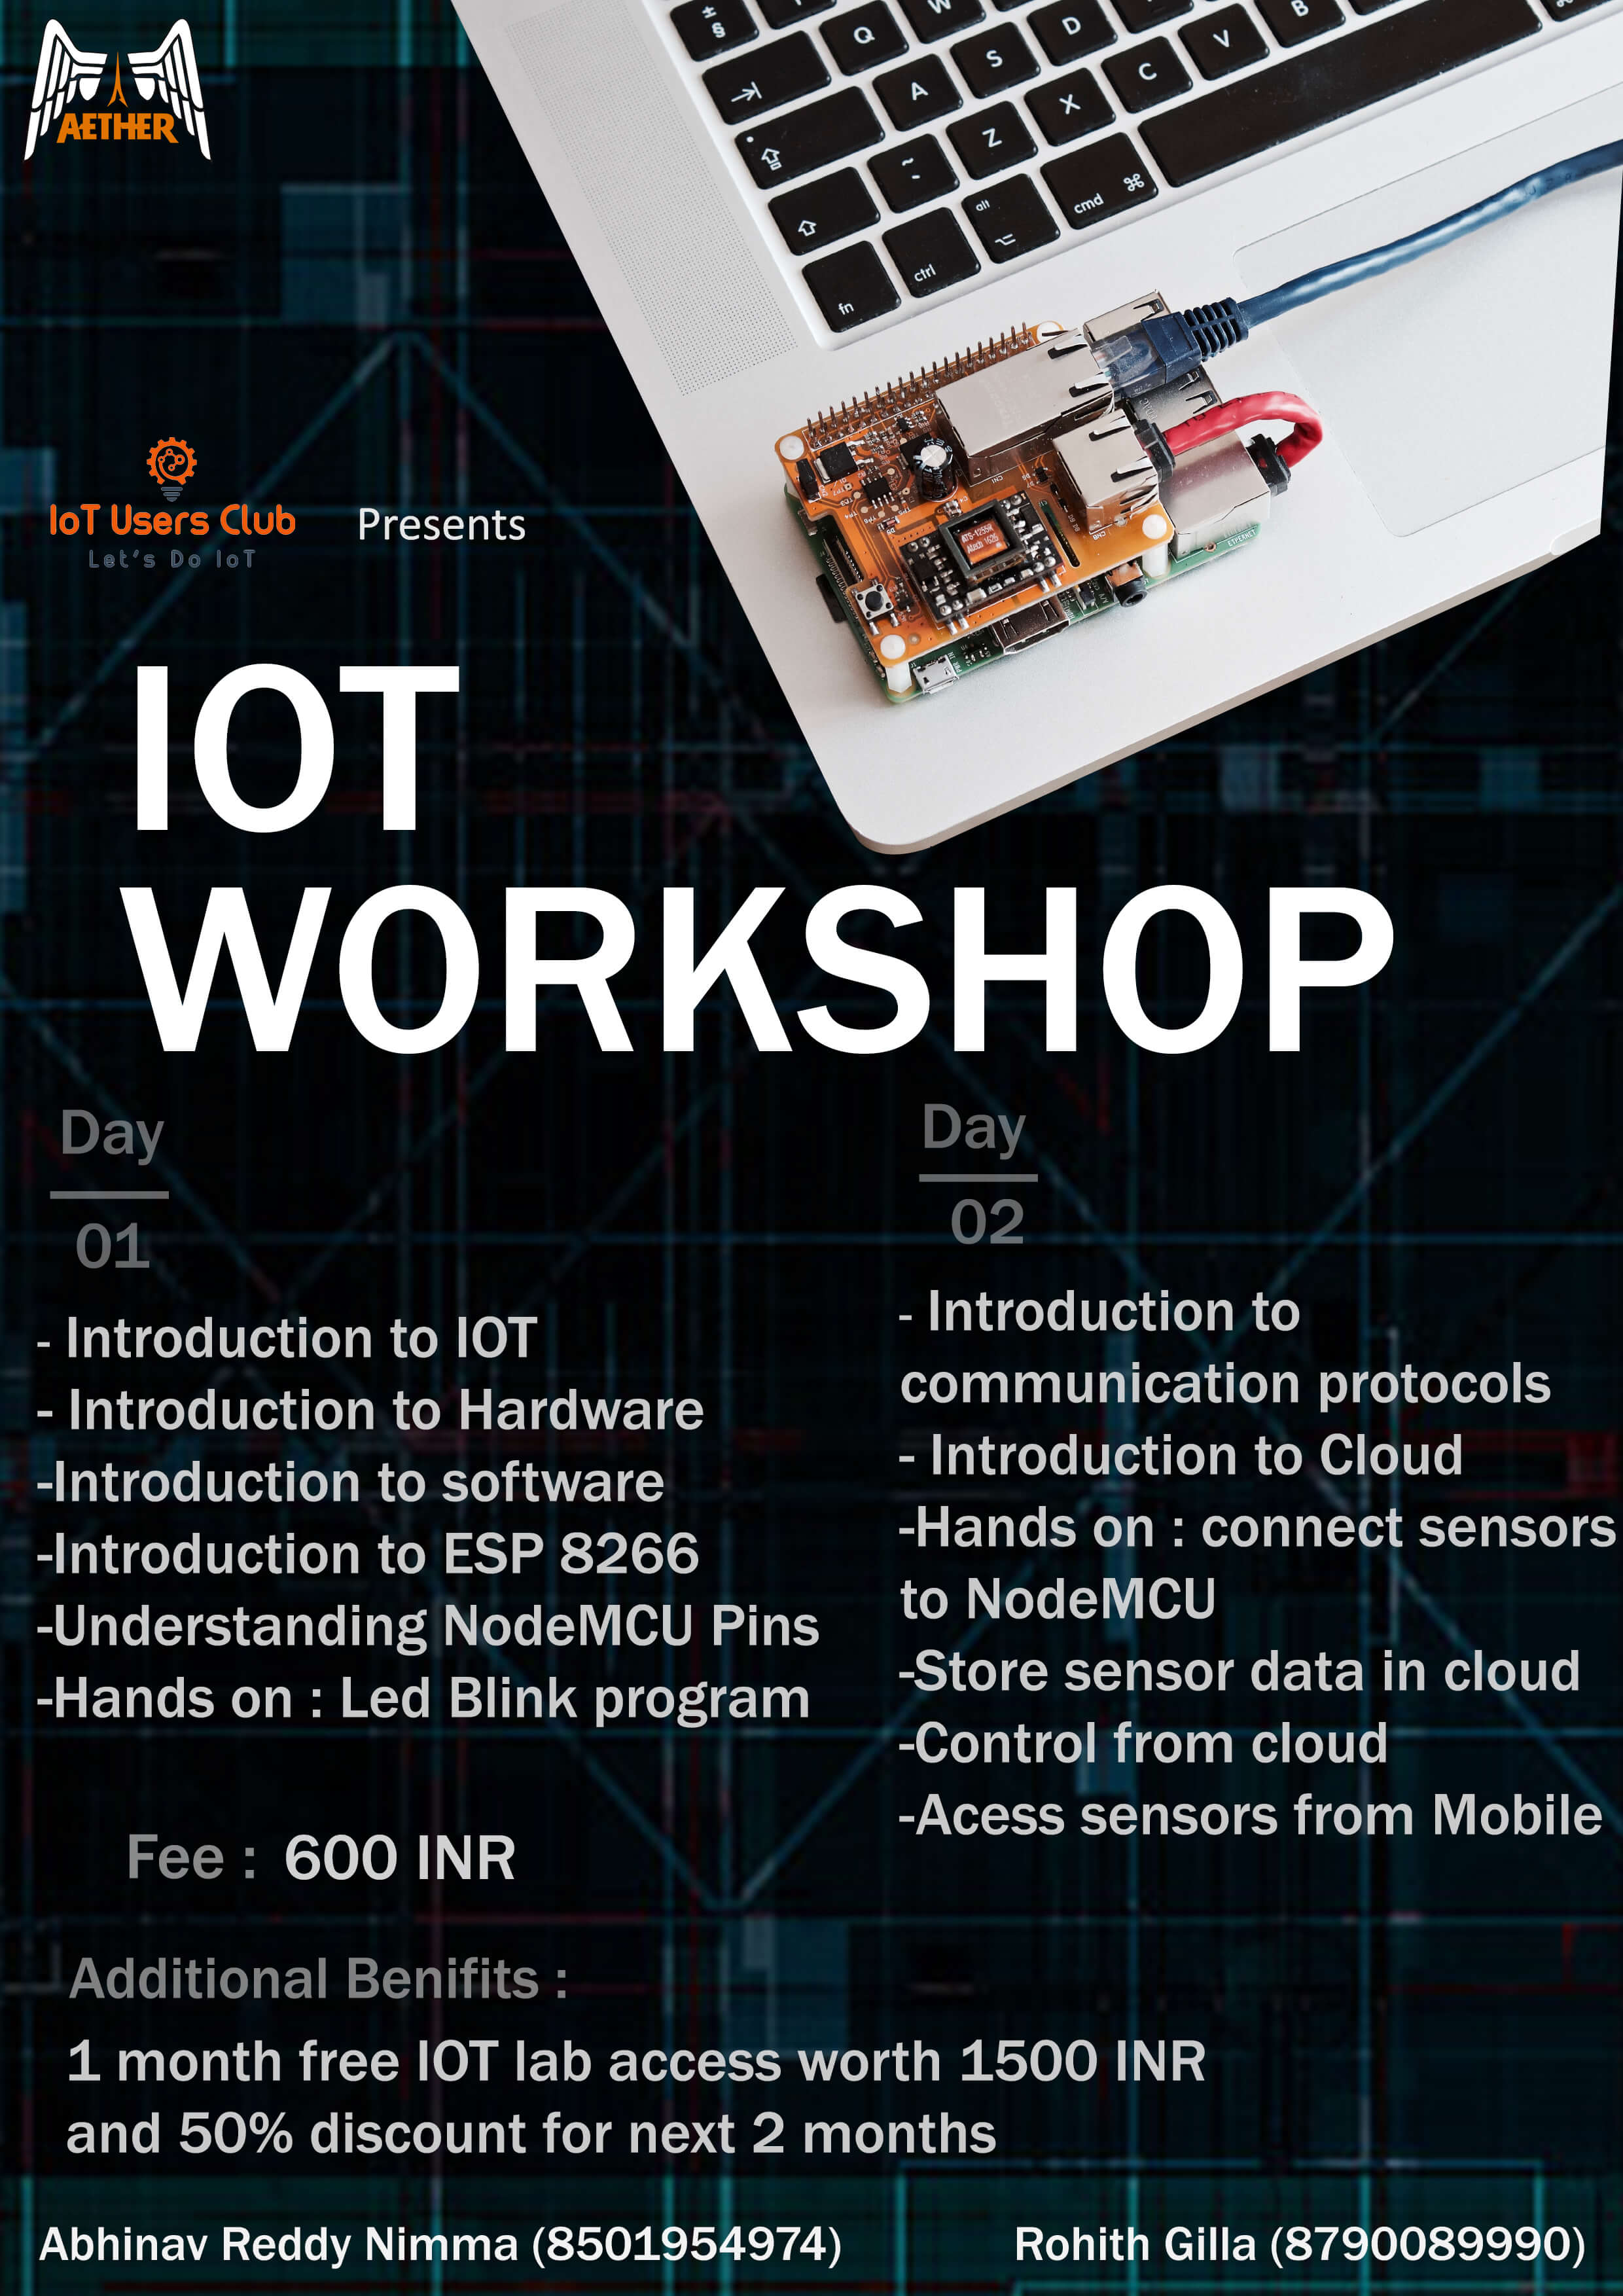 AETHER
IoT Users Club
Let's Do IoT
Presents
IOT
WORKSHOP
Day
01
- Introduction to IOT
- Introduction to Hardware
-Introduction to software
-Introduction to ESP 8266
-Understanding NodeMCU Pins
-Hands on : Led Blink program
Day
02
- Introduction to
communication protocols
- Introduction to Cloud
-Hands on : connect sensors
to NodeMCU
-Store sensor data in cloud
-Control from cloud
-Acess sensors from Mobile
Fee : 600 INR
Additional Benifits :
1 month free IOT lab access worth 1500 INR
and 50% discount for next 2 months
Abhinav Reddy Nimma (8501954974)
Rohith Gilla (8790089990)
Q
W
A
S
D
Z
X
C
V
B
fn
ctrl
alt
cmd